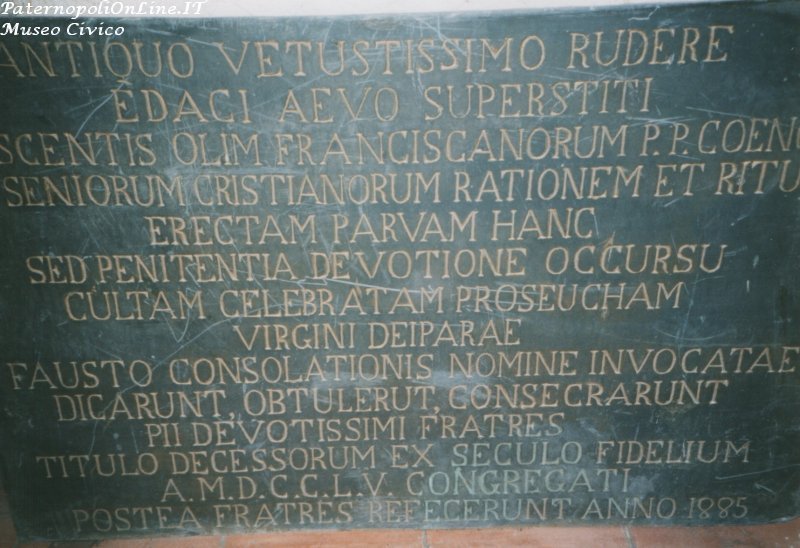 PaternopoliOnLine.IT
Museo Civico
ANTIQUO VETUSTISSIMO RUDERE
EDACI AEVO SUPERSTITI
SCENTIS OLIM FRANCISCANORUM P.P. COENO
SENIORUM CRISTIANORUM RATIONEM ET RITU
ERECTAM PARVAM HANC
SED PENITENTIA DEVOTIONE OCCURSU
CULTAM CELEBRATAM PROSEUCHAM
VIRGINI DEIPARAE
FAUSTO CONSOLATIONIS NOMINE INVOCATAE
DICARUNT, OBTULERUT, CONSECRARUNT
PII DEVOTISSIMI FRATRES
TITULO DECESSORUM EX SECULO FIDELIUM
A.M.D.C.C.L.V. CONGREGATI
POSTEA FRATRES REFECERUNT ANNO 1885